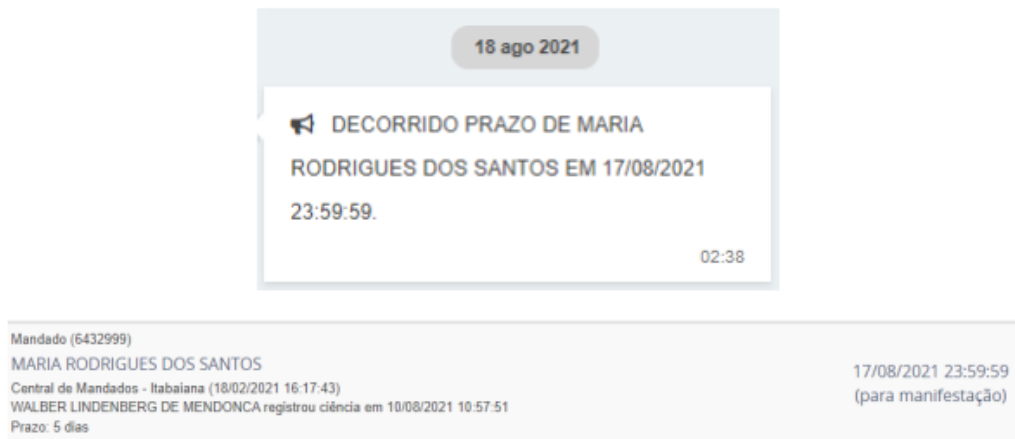 18 ago 2021
DECORRIDO PRAZO DE MARIA
RODRIGUES DOS SANTOS EM 17/08/2021
23:59:59.
02:38
Mandado (6432999)
MARIA RODRIGUES DOS SANTOS
Central de Mandados - Itabaiana (18/02/2021 16:17:43)
WALBER LINDENBERG DE MENDONCA registrou ciência em 10/08/2021 10:57:51
Prazo: 5 dias
17/08/2021 23:59:59
(para manifestação)